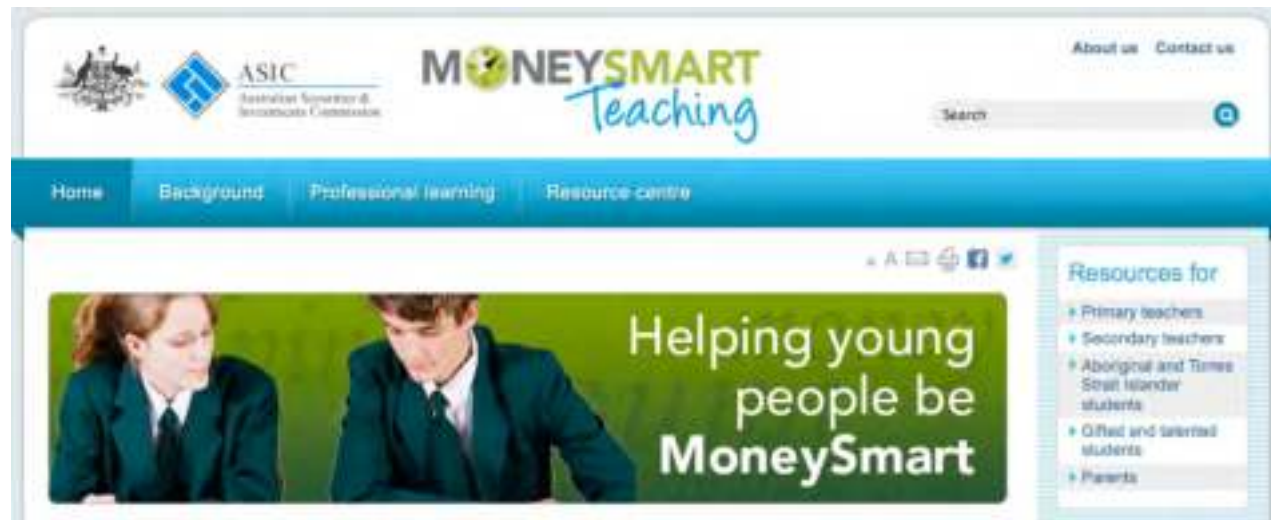 ASIC
Australian Securities &
Investments Commission
MONEYSMART
Teaching
About us Contact us
Search
Home Background Professional learning Resource centre
A A
Helping young
people be
MoneySmart
Resources for
Primary teachers
Secondary teachers
Aboriginal and Torres
Strait Islander
students
Gifted and talented
students
Parents